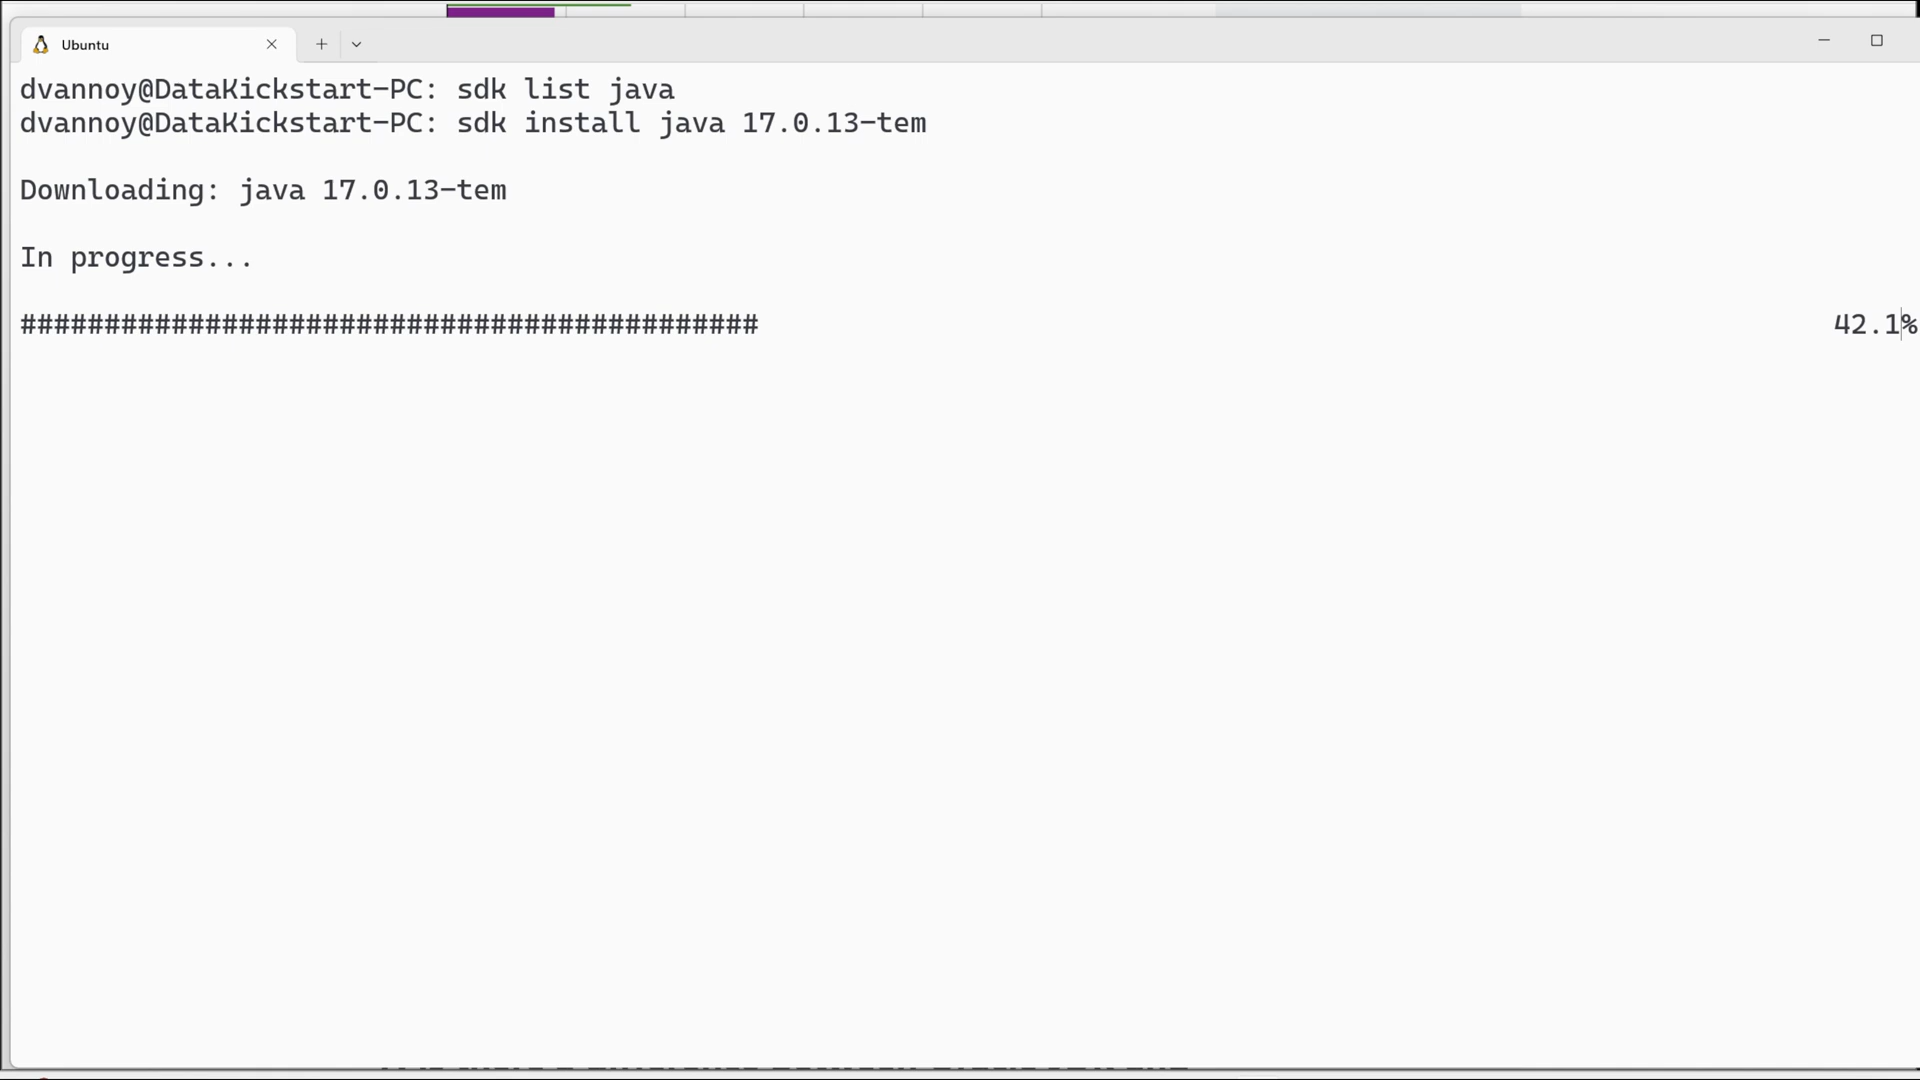 Ubuntu
dvannoy@DataKickstart-PC: sdk list java
dvannoy@DataKickstart-PC: sdk install java 17.0.13-tem
Downloading: java 17.0.13-tem
In progress...
############################################ 42.1%